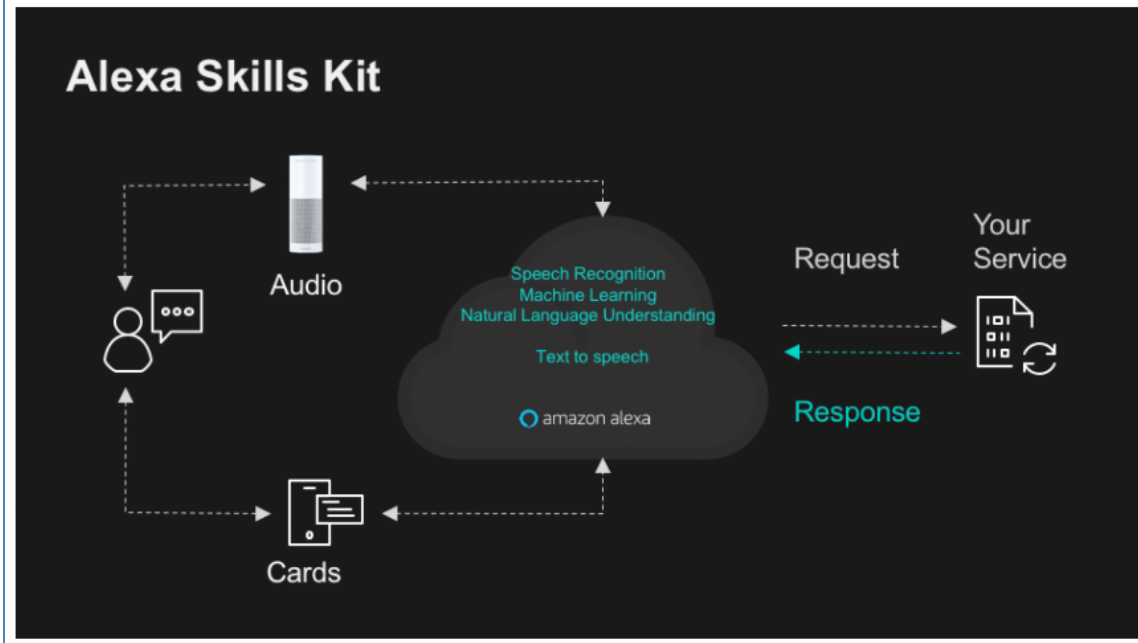 Alexa Skills Kit
Audio
Speech Recognition
Machine Learning
Natural Language Understanding
Text to speech
amazon alexa
Request
Response
Your
Service
Cards